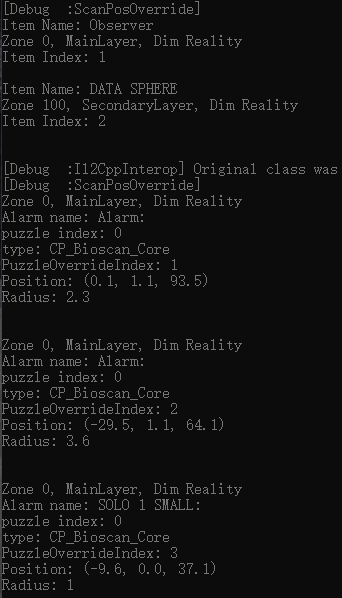 [Debug  :ScanPosOverride]
Item Name: Observer
Zone 0, MainLayer, Dim Reality
Item Index: 1
Item Name: DATA SPHERE
Zone 100, SecondaryLayer, Dim Reality
Item Index: 2
[Debug  :Il2CppInterop] Original class was
[Debug  :ScanPosOverride]
Zone 0, MainLayer, Dim Reality
Alarm name: Alarm:
puzzle index: 0
type: CP_Bioscan_Core
PuzzleOverrideIndex: 1
Position: (0.1, 1.1, 93.5)
Radius: 2.3
Zone 0, MainLayer, Dim Reality
Alarm name: Alarm:
puzzle index: 0
type: CP_Bioscan_Core
PuzzleOverrideIndex: 2
Position: (-29.5, 1.1, 64.1)
Radius: 3.6
Zone 0, MainLayer, Dim Reality
Alarm name: SOLO 1 SMALL:
puzzle index: 0
type: CP_Bioscan_Core
PuzzleOverrideIndex: 3
Position: (-9.6, 0.0, 37.1)
Radius: 1